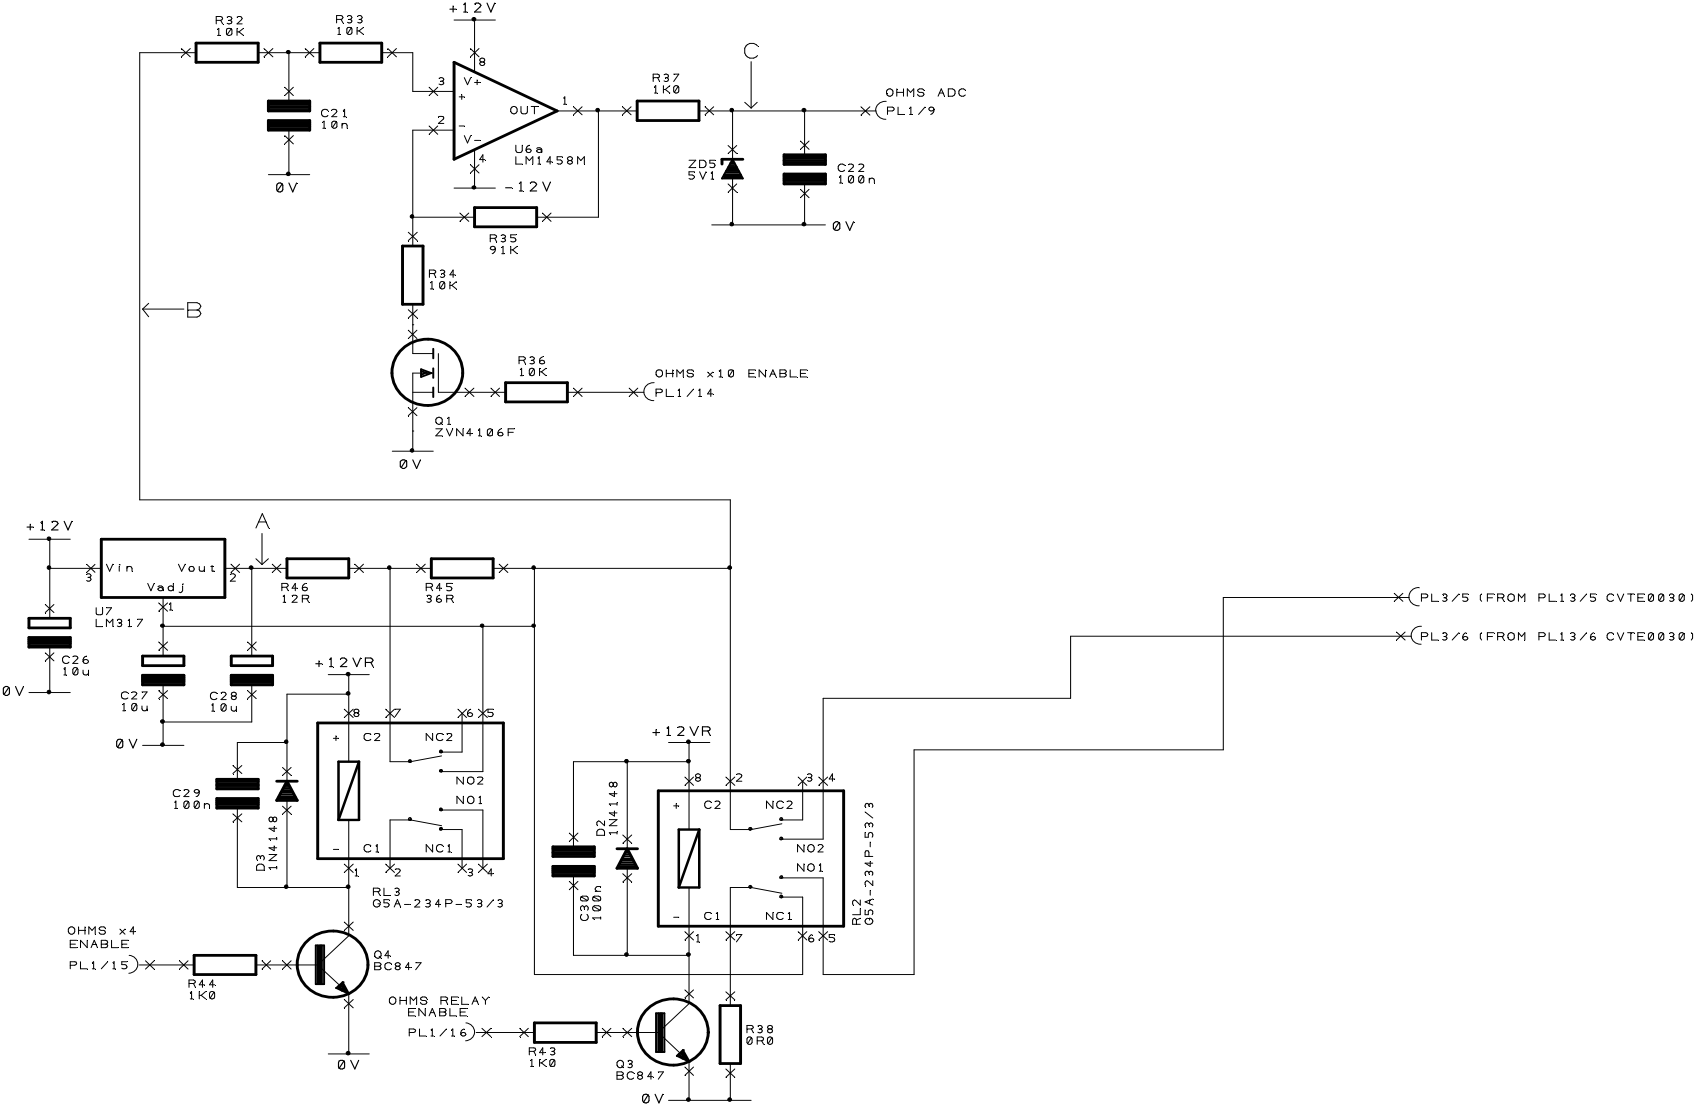 +12V
R32
10K
R33
10K
8
3
V+
+
C21
10n
0V
2
-
V-
4
OUT
1
U6a
LM1458M
-12V
R37
1K0
C
OHMS ADC
PL1/9
ZD5
5V1
C22
100n
0V
R35
91K
R34
10K
B
R36
10K
OHMS x10 ENABLE
PL1/14
Q1
ZVN4106F
0V
+12V
A
3
Vin
Vout
2
Vadj
1
U7
LM317
R46
12R
R45
36R
PL3/5 (FROM PL13/5 CVTE0030)
PL3/6 (FROM PL13/6 CVTE0030)
C26
10u
0V
C27
10u
C28
10u
0V
+12VR
8
7
6
5
+
C2
NC2
NO2
NO1
-
C1
NC1
1
2
3
4
C29
100n
D3
1N4148
RL3
G5A-234P-53/3
+12VR
8
2
3
4
+
C2
NC2
NO2
NO1
-
C1
NC1
1
7
6
5
D2
1N4148
C30
100n
RL2
G5A-234P-53/3
OHMS x4
ENABLE
PL1/15
R44
1K0
Q4
BC847
0V
OHMS RELAY
ENABLE
PL1/16
R43
1K0
Q3
BC847
R38
0R0
0V